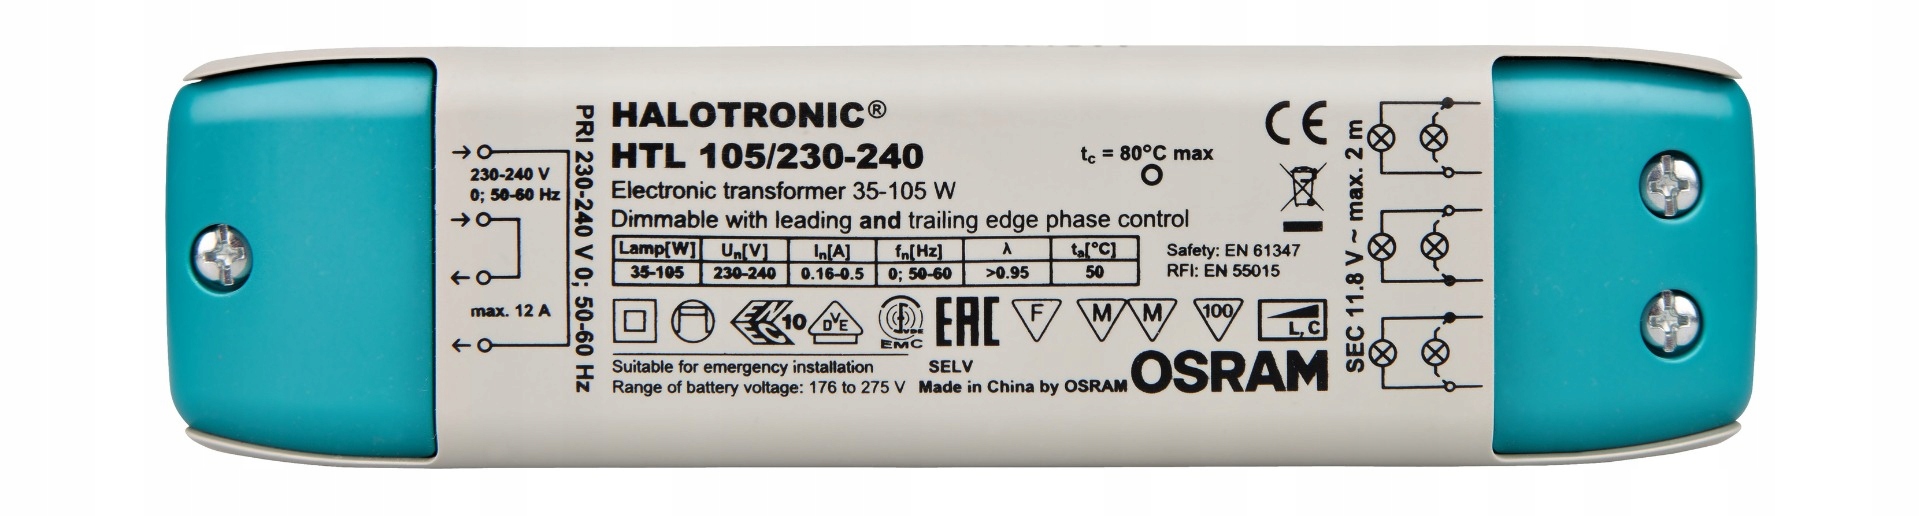 HALOTRONIC®
HTL 105/230-240
Electronic transformer 35-105 W
Dimmable with leading and trailing edge phase control
Lamp[W] Un[V] In[A] fn[Hz] λ ta[°C]
35-105 230-240 0.16-0.5 0; 50-60 >0.95 50
PRI 230-240 V 0; 50-60 Hz
230-240 V
0; 50-60 Hz
max. 12 A
tc = 80°C max
CE
Safety: EN 61347
RFI: EN 55015
ENEC 10 VDE EMC EAC F M M 100 L, C
Suitable for emergency installation
SELV
Range of battery voltage: 176 to 275 V
Made in China by OSRAM
OSRAM
SEC 11.8 V ~ max. 2 m